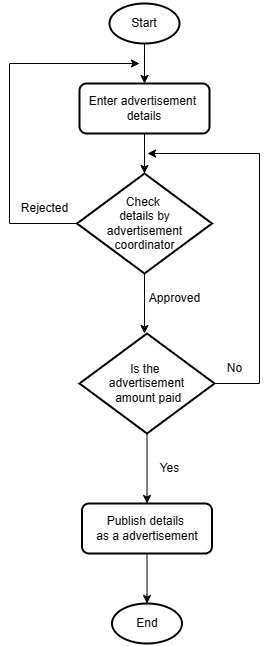 Start
Enter advertisement
details
Check
details by
advertisement
coordinator
Rejected
Approved
Is the
advertisement
amount paid
No
Yes
Publish details
as a advertisement
End